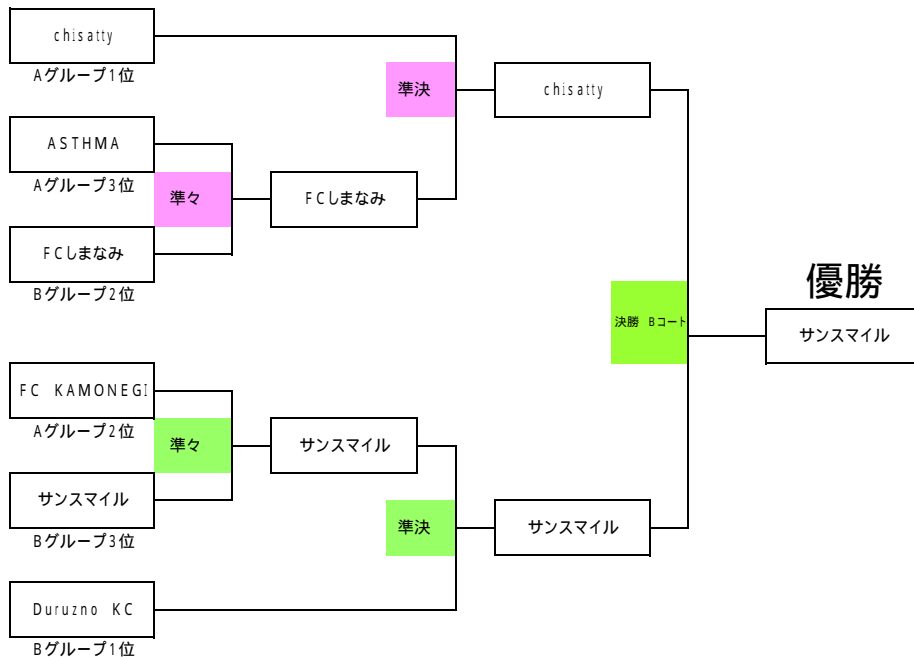 chisatty
Aグループ1位
準決
chisatty
ASTHMA
Aグループ3位
準々
FCしまなみ
FCしまなみ
Bグループ2位
優勝
決勝 Bコート
サンスマイル
FC KAMONEGI
Aグループ2位
準々
サンスマイル
サンスマイル
Bグループ3位
準決
サンスマイル
Duruzno KC
Bグループ1位